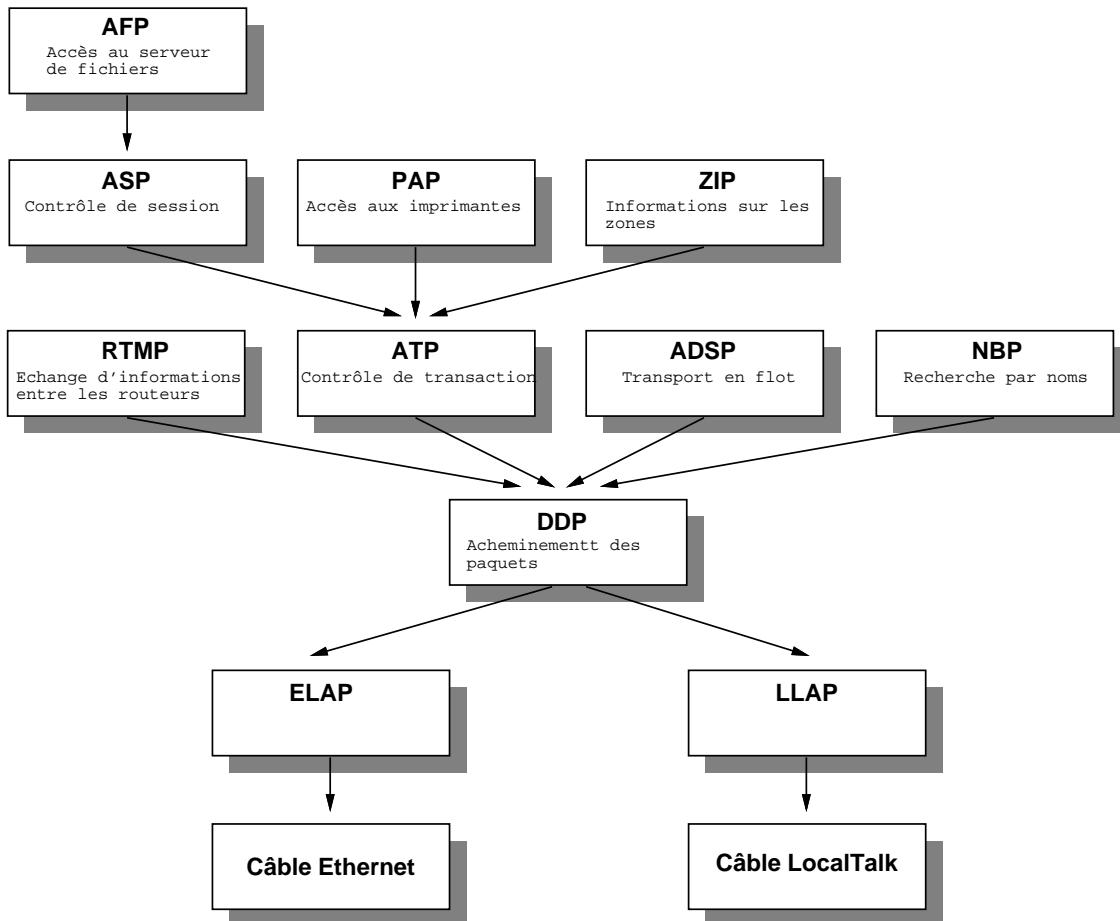 AFP
Accès au serveur
de fichiers
ASP
Contrôle de session
PAP
Accès aux imprimantes
ZIP
Informations sur les
zones
RTMP
Echange d'informations
entre les routeurs
ATP
Contrôle de transaction
ADSP
Transport en flot
NBP
Recherche par noms
DDP
Acheminementt des
paquets
ELAP
LLAP
Câble Ethernet
Câble LocalTalk